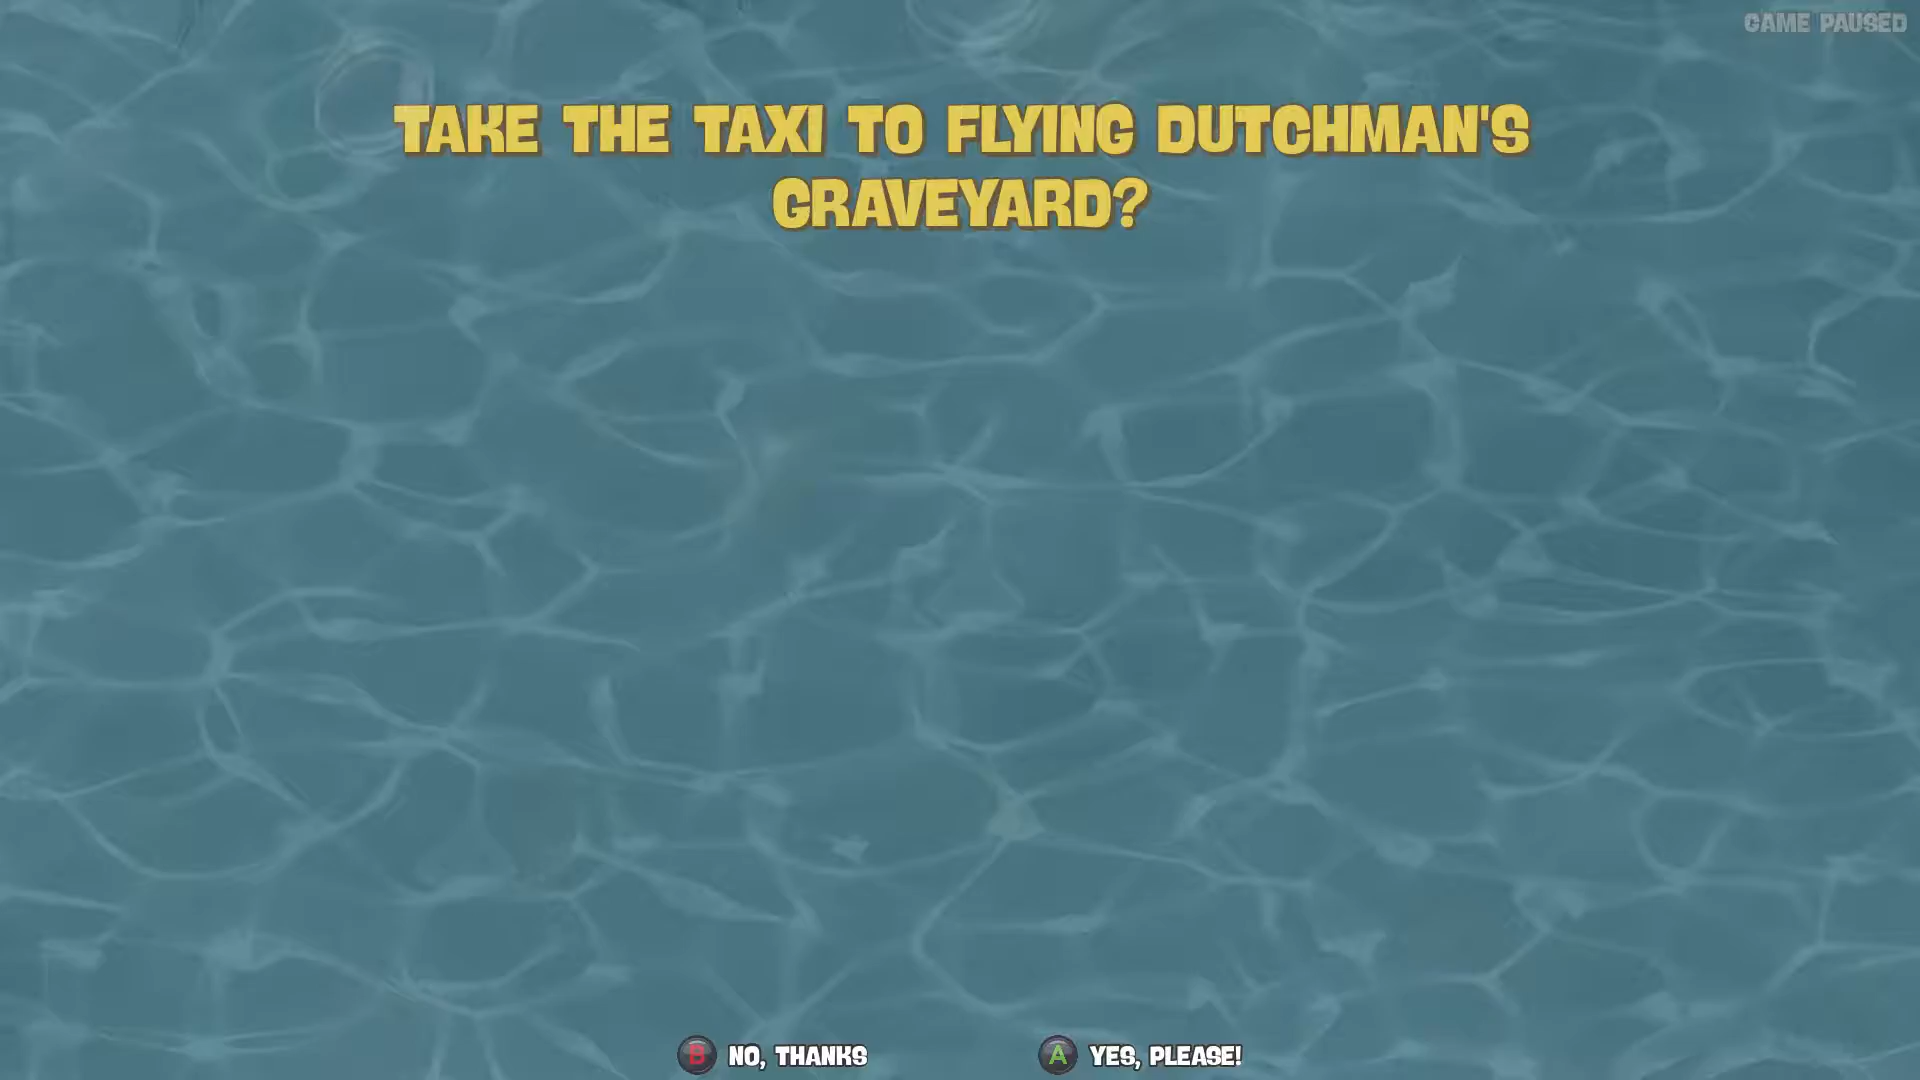 GAME PAUSED
TAKE THE TAXI TO FLYING DUTCHMAN'S
GRAVEYARD?
B NO, THANKS
A YES, PLEASE!